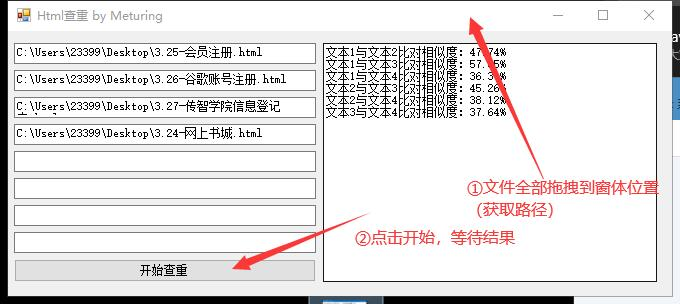 Html查重 by Meturing
C:\Users\23399\Desktop\3.25-会员注册.html
C:\Users\23399\Desktop\3.26-谷歌账号注册.html
C:\Users\23399\Desktop\3.27-传智学院信息登记
C:\Users\23399\Desktop\3.24-网上书城.html
开始查重
文本1与文本2比对相似度: 47.74%
文本1与文本3比对相似度:
文本1与文本4比对相似度:
文本2与文本3比对相似度: 45.26%
文本2与文本4比对相似度: 38.12%
文本3与文本4比对相似度: 37.64%
①文件全部拖拽到窗体位置
（获取路径）
②点击开始，等待结果